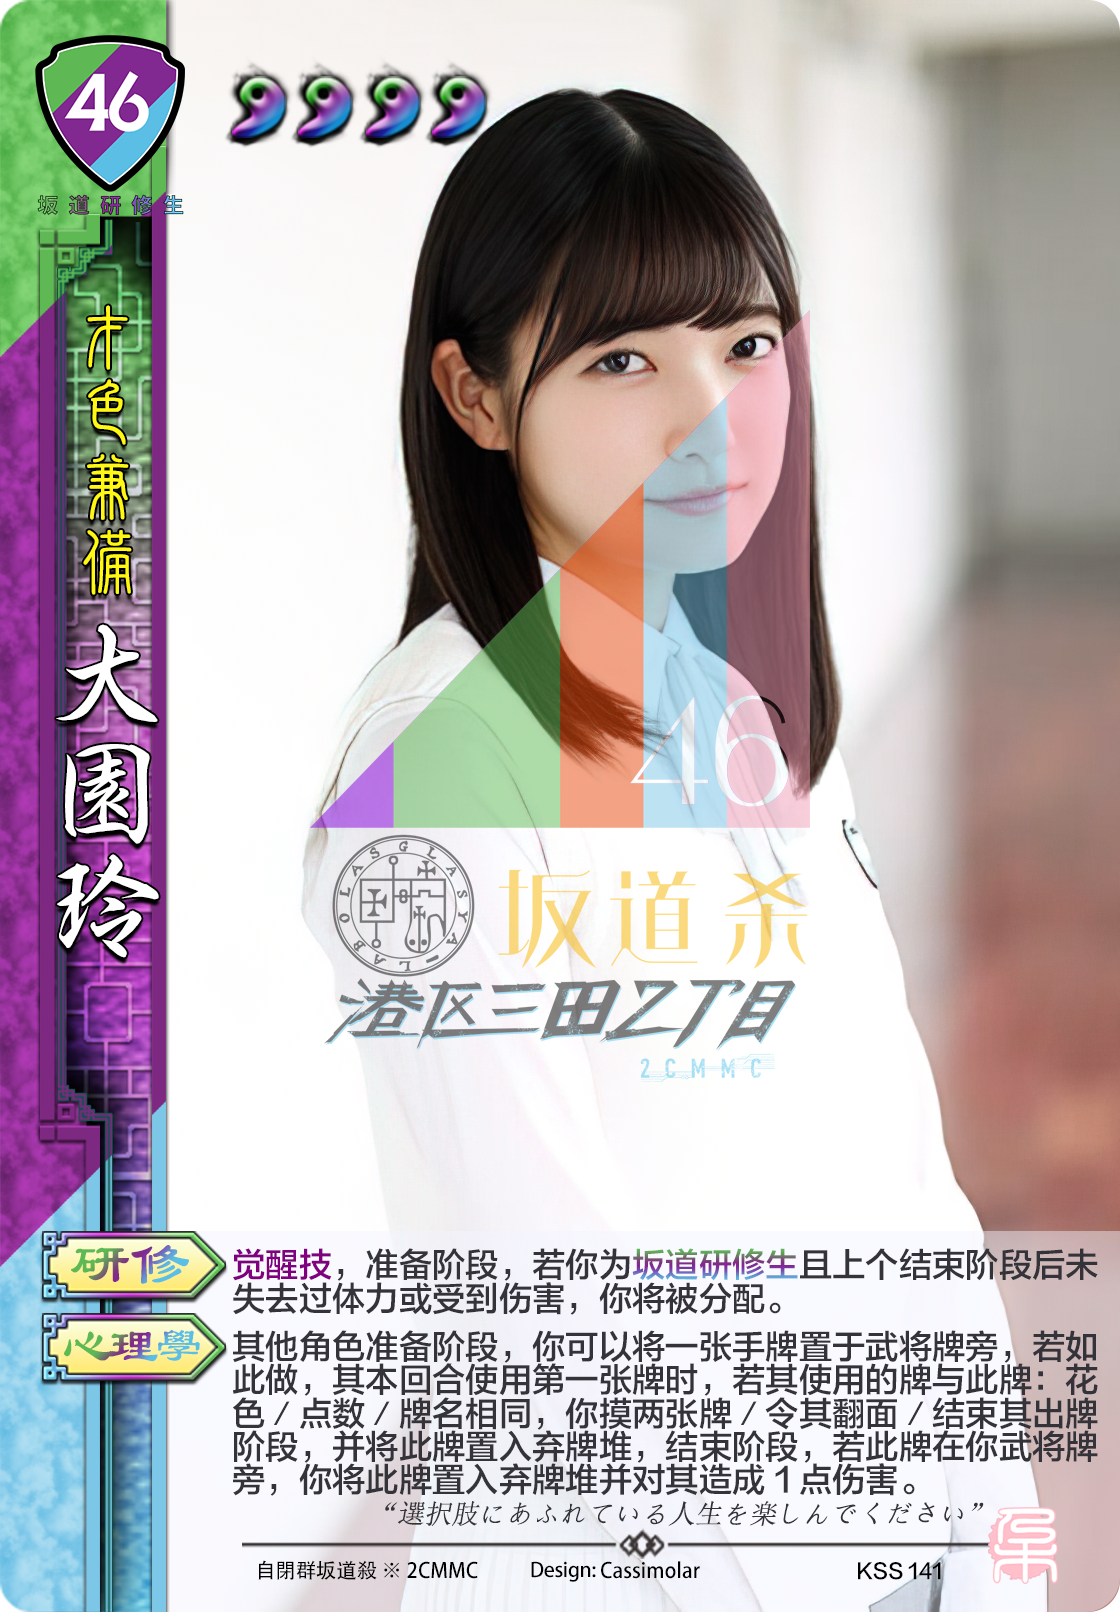 46
坂道研修生
才色兼備
大園玲
46
GLASYALABOLAS
坂道杀
港区三田2丁目
2CMMC
研修
觉醒技，准备阶段，若你为坂道研修生且上个结束阶段后未
失去过体力或受到伤害，你将被分配。
心理學
其他角色准备阶段，你可以将一张手牌置于武将牌旁，若如
此做，其本回合使用第一张牌时，若其使用的牌与此牌：花
色／点数／牌名相同，你摸两张牌／令其翻面／结束其出牌
阶段，并将此牌置入弃牌堆，结束阶段，若此牌在你武将牌
旁，你将此牌置入弃牌堆并对其造成1点伤害。
“選択肢にあふれている人生を楽しんでください”
自閉群坂道殺 ※ 2CMMC Design: Cassimolar KSS 141